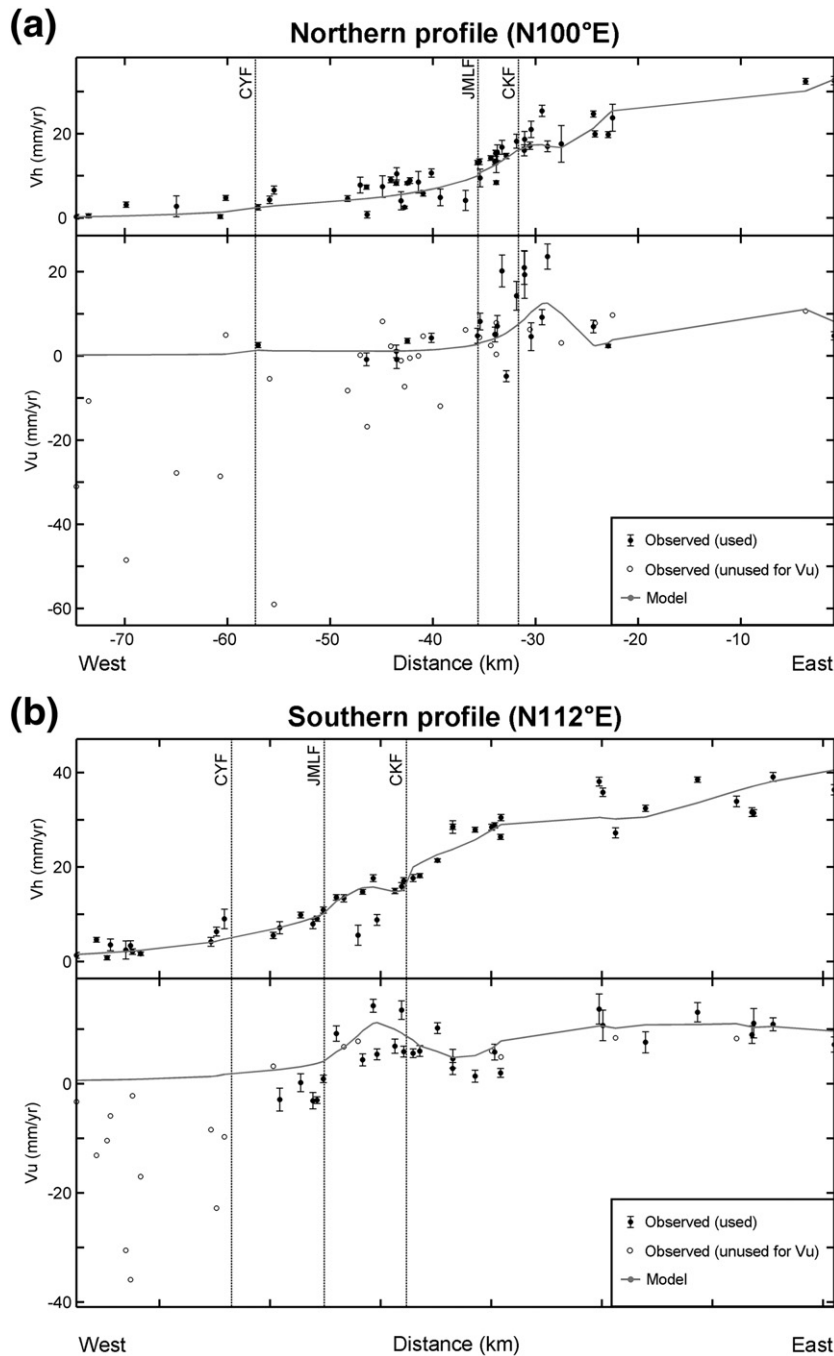 (a)
Northern profile (N100°E)
CYF
JMLF
CKF
Vh (mm/yr)
20
0
Vu (mm/yr)
20
0
-20
-40
-60
Observed (used)
Observed (unused for Vu)
Model
-70 -60 -50 -40 -30 -20 -10
West Distance (km) East
(b)
Southern profile (N112°E)
CYF
JMLF
CKF
Vh (mm/yr)
40
20
0
Vu (mm/yr)
0
-20
-40
Observed (used)
Observed (unused for Vu)
Model
West Distance (km) East